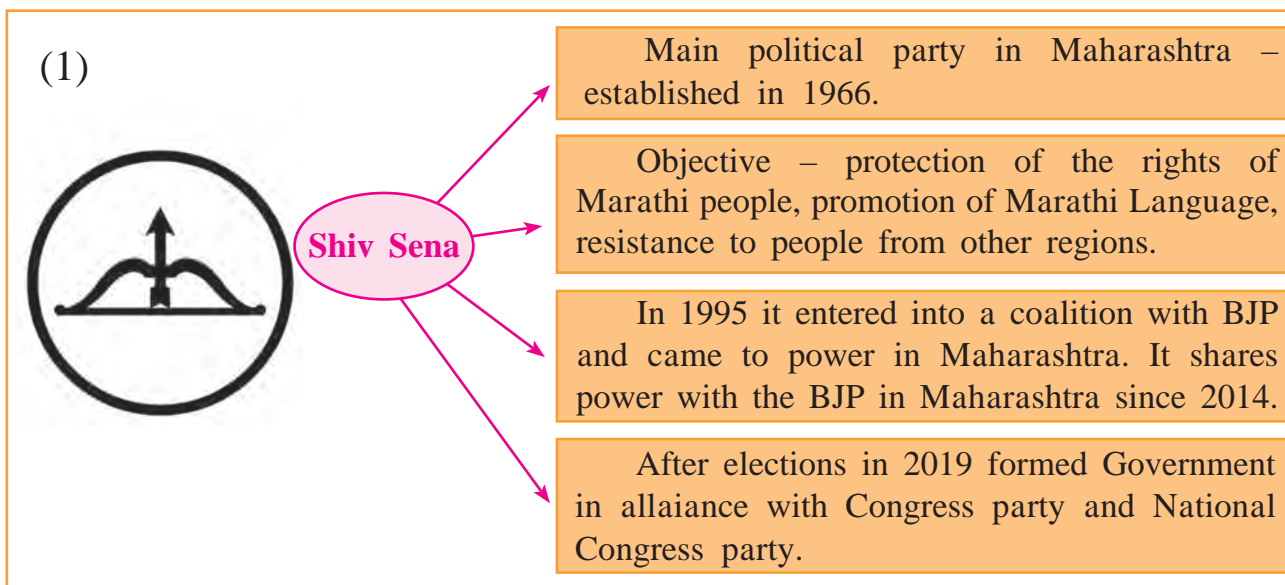 (1)
Shiv Sena
Main political party in Maharashtra –
established in 1966.
Objective – protection of the rights of
Marathi people, promotion of Marathi Language,
resistance to people from other regions.
In 1995 it entered into a coalition with BJP
and came to power in Maharashtra. It shares
power with the BJP in Maharashtra since 2014.
After elections in 2019 formed Government
in allaiance with Congress party and National
Congress party.